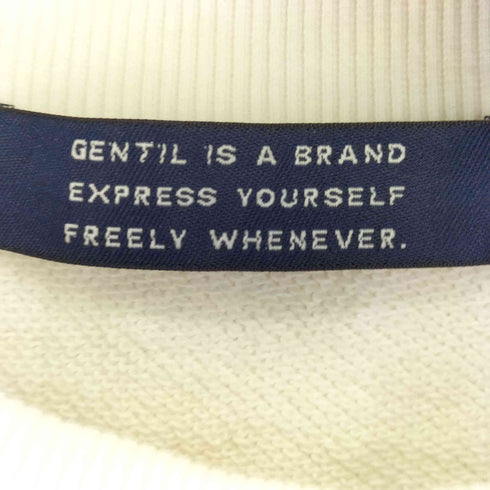 GENTIL IS A BRAND
EXPRESS YOURSELF
FREELY WHENEVER.